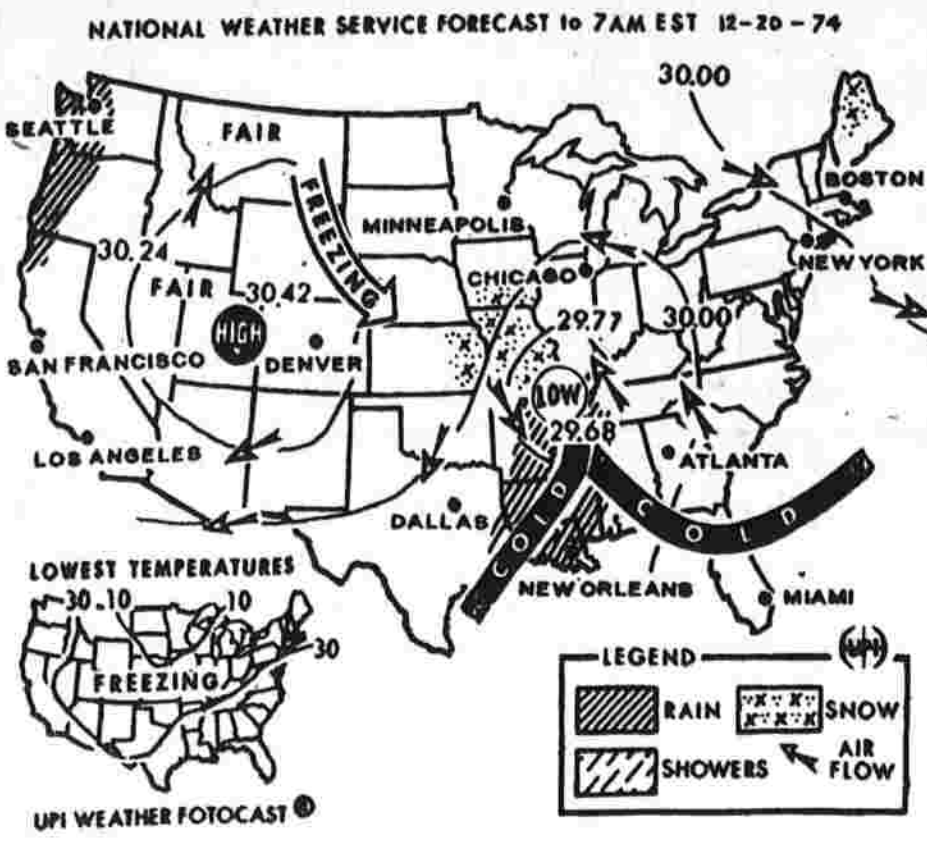 NATIONAL WEATHER SERVICE FORECAST to 7AM EST 12-20-74
30.00
SEATTLE
FAIR
BOSTON
FREEZING
MINNEAPOLIS
30.24
NEW YORK
CHICAGO
FAIR
30.42
29.77
30.00
HIGH
SAN FRANCISCO
DENVER
LOW
29.68
LOS ANGELES
ATLANTA
COLD
COLD
DALLAS
NEW ORLEANS
MIAMI
LOWEST TEMPERATURES
30
.10
10
30
FREEZING
UPI WEATHER FOTOCAST ©
LEGEND
(UPI)
RAIN
SNOW
SHOWERS
AIR
FLOW